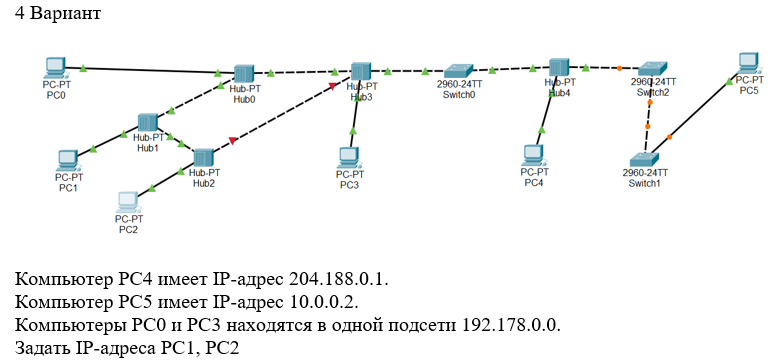 4 Вариант
PC-PT
PC0
Hub-PT
Hub0
Hub-PT
Hub3
2960-24TT
Switch0
Hub-PT
Hub4
2960-24TT
Switch2
PC-PT
PC5
Hub-PT
Hub1
PC-PT
PC1
Hub-PT
Hub2
PC-PT
PC2
PC-PT
PC3
PC-PT
PC4
2960-24TT
Switch1
Компьютер PC4 имеет IP-адрес 204.188.0.1.
Компьютер PC5 имеет IP-адрес 10.0.0.2.
Компьютеры PC0 и PC3 находятся в одной подсети 192.178.0.0.
Задать IP-адреса PC1, PC2